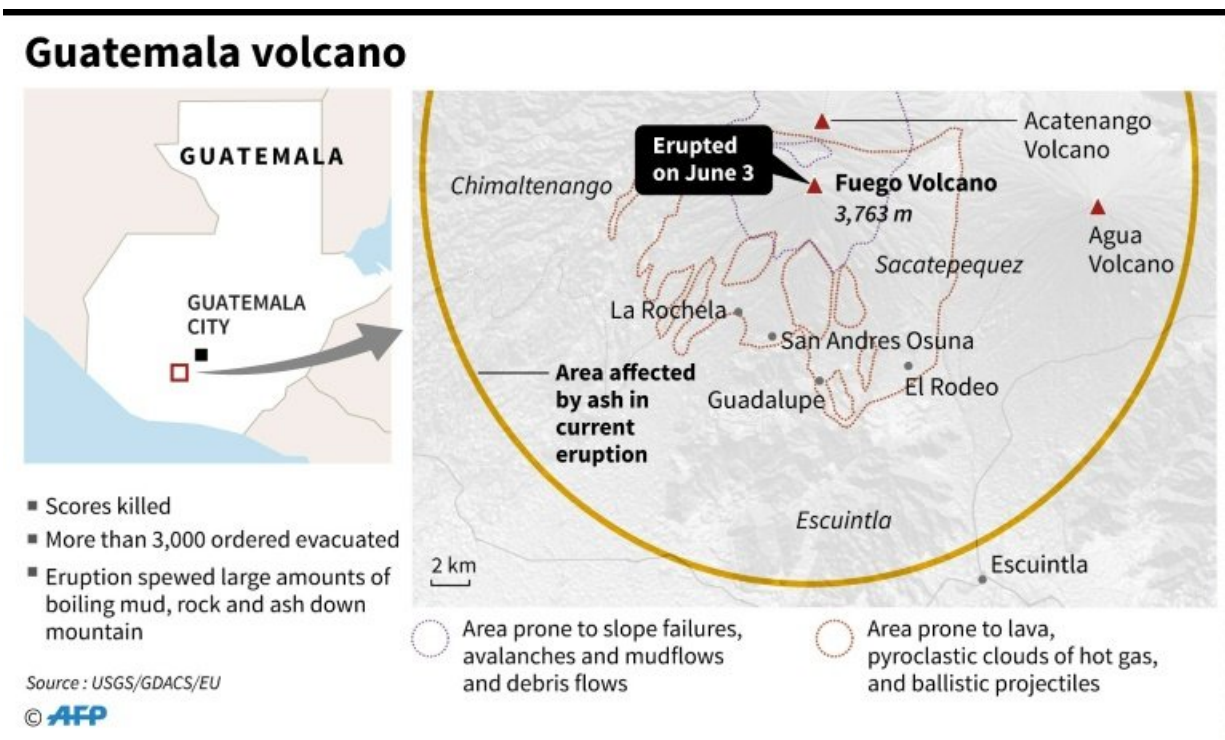 Guatemala volcano
GUATEMALA
GUATEMALA
CITY
Erupted
on June 3
Acatenango
Volcano
Chimaltenango
Fuego Volcano
3,763 m
Agua
Volcano
Sacatepequez
La Rochela
San Andres Osuna
El Rodeo
Guadalupe
Area affected
by ash in
current
eruption
Escuintla
Escuintla
2 km
▪ Scores killed
▪ More than 3,000 ordered evacuated
▪ Eruption spewed large amounts of
boiling mud, rock and ash down
mountain
Area prone to slope failures,
avalanches and mudflows
and debris flows
Area prone to lava,
pyroclastic clouds of hot gas,
and ballistic projectiles
Source : USGS/GDACS/EU
© AFP